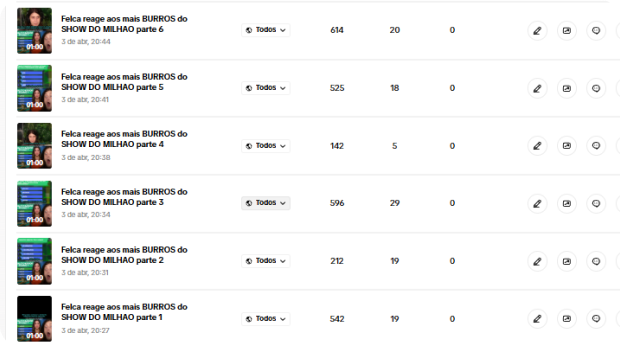 Felca reage aos mais BURROS do
SHOW DO MILHAO parte 6
3 de abr, 20:44
01:00
Todos
614
20
0
Felca reage aos mais BURROS do
SHOW DO MILHAO parte 5
3 de abr, 20:41
01:00
Todos
525
18
0
Felca reage aos mais BURROS do
SHOW DO MILHAO parte 4
3 de abr, 20:38
01:00
Todos
142
5
0
Felca reage aos mais BURROS do
SHOW DO MILHAO parte 3
3 de abr, 20:34
01:00
Todos
596
29
0
Felca reage aos mais BURROS do
SHOW DO MILHAO parte 2
3 de abr, 20:31
01:00
Todos
212
19
0
Felca reage aos mais BURROS do
SHOW DO MILHAO parte 1
3 de abr, 20:27
01:00
Todos
542
19
0